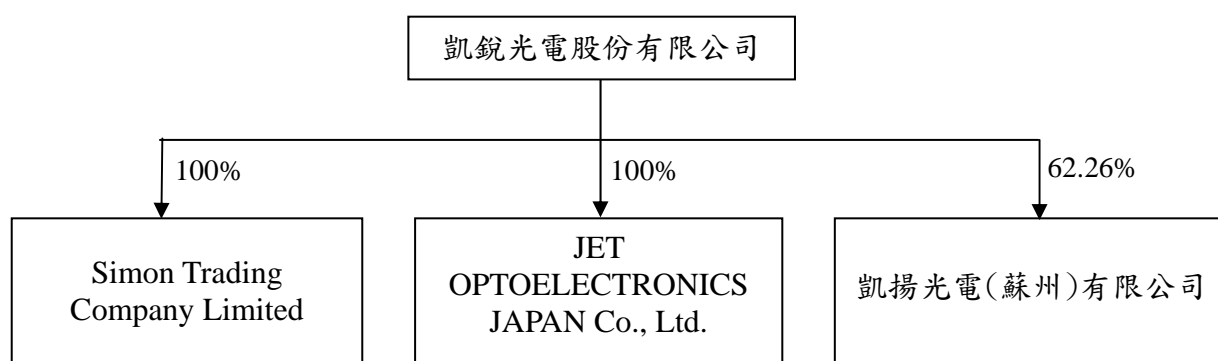 凱銳光電股份有限公司
100%
100%
62.26%
Simon Trading
Company Limited
JET
OPTOELECTRONICS
JAPAN Co., Ltd.
凱揚光電(蘇州)有限公司